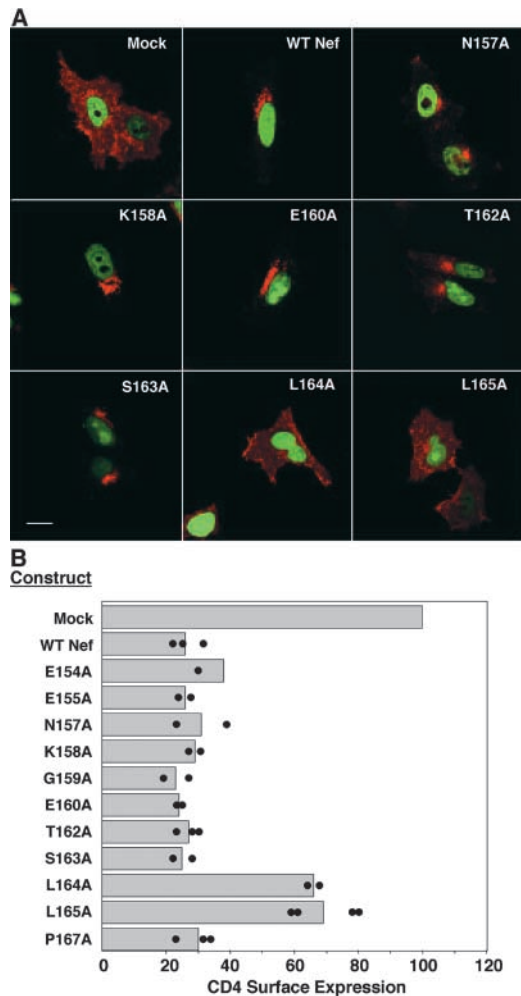 A
Mock
WT Nef
N157A
K158A
E160A
T162A
S163A
L164A
L165A
B
Construct
Mock
WT Nef
E154A
E155A
N157A
K158A
G159A
E160A
T162A
S163A
L164A
L165A
P167A
0 20 40 60 80 100 120
CD4 Surface Expression